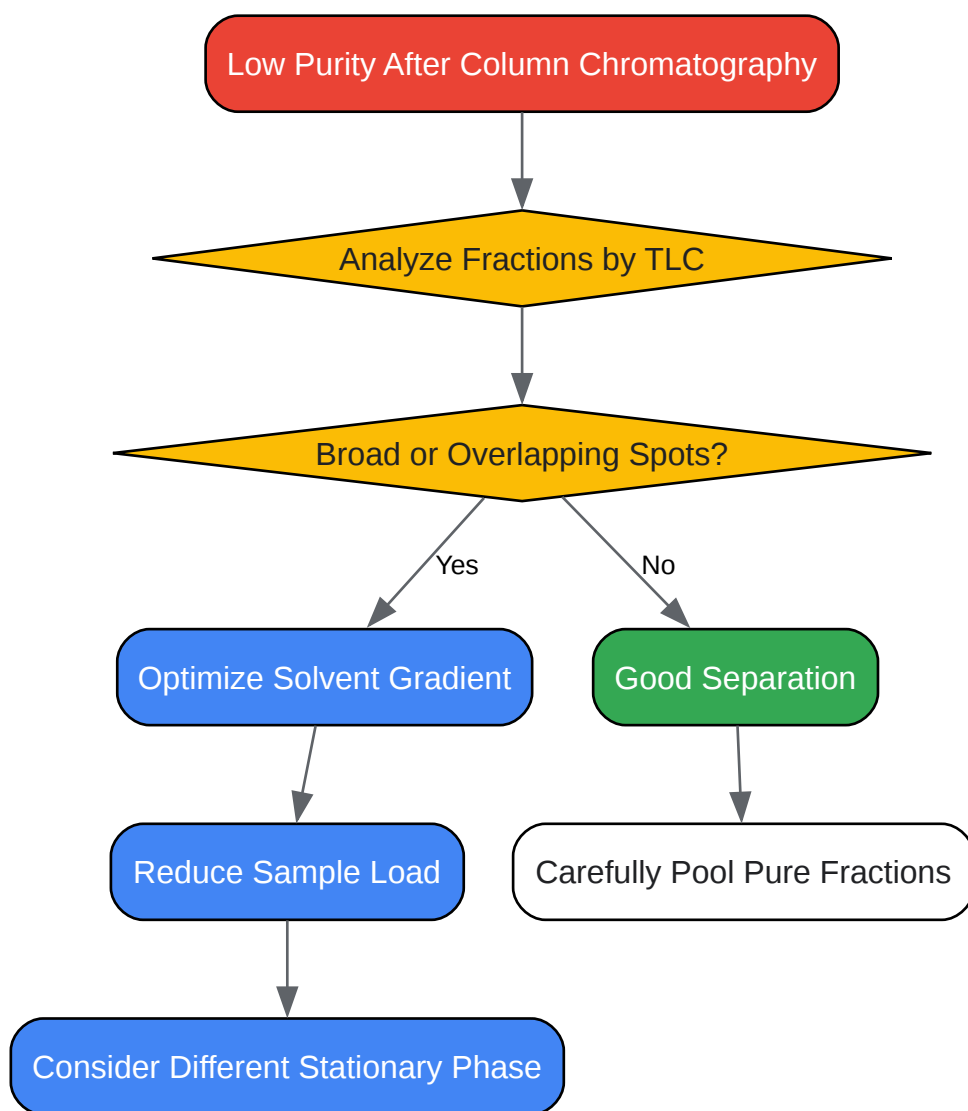 Low Purity After Column Chromatography
Analyze Fractions by TLC
Broad or Overlapping Spots?
Yes
No
Optimize Solvent Gradient
Good Separation
Reduce Sample Load
Carefully Pool Pure Fractions
Consider Different Stationary Phase